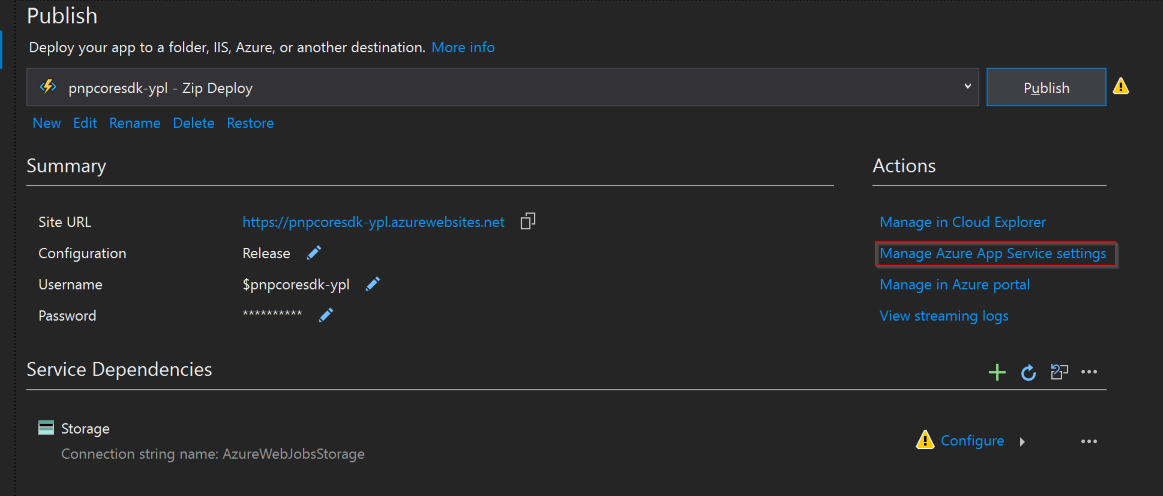 Publish
Deploy your app to a folder, IIS, Azure, or another destination. More info
pnpcoresdk-ypl - Zip Deploy
Publish
New Edit Rename Delete Restore
Summary
Actions
Site URL https://pnpcoresdk-ypl.azurewebsites.net
Manage in Cloud Explorer
Configuration Release
Manage Azure App Service settings
Username $pnpcoresdk-ypl
Manage in Azure portal
Password **********
View streaming logs
Service Dependencies
Storage
Configure
Connection string name: AzureWebJobsStorage